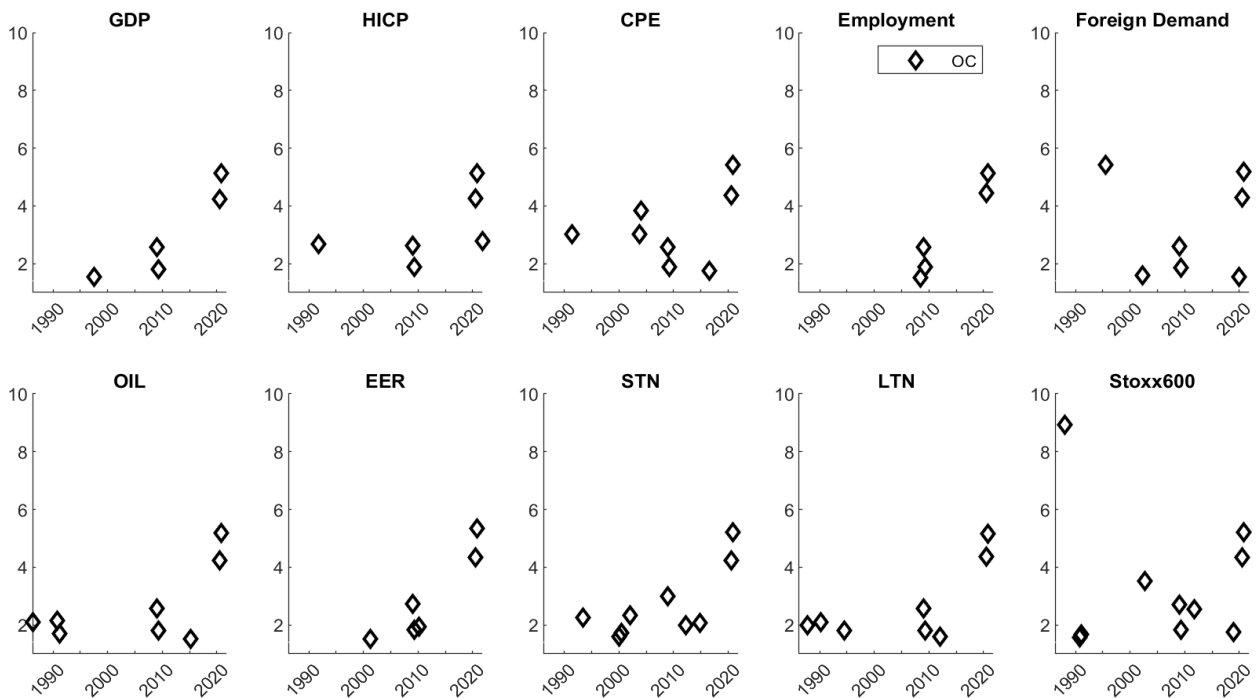 GDP HICP CPE Employment Foreign Demand
10 10 10 10 10
OC
8 8 8 8 8
6 6 6 6 6
4 4 4 4 4
2 2 2 2 2
1990 2000 2010 2020 1990 2000 2010 2020 1990 2000 2010 2020 1990 2000 2010 2020 1990 2000 2010 2020
OIL EER STN LTN Stoxx600
10 10 10 10 10
8 8 8 8 8
6 6 6 6 6
4 4 4 4 4
2 2 2 2 2
1990 2000 2010 2020 1990 2000 2010 2020 1990 2000 2010 2020 1990 2000 2010 2020 1990 2000 2010 2020